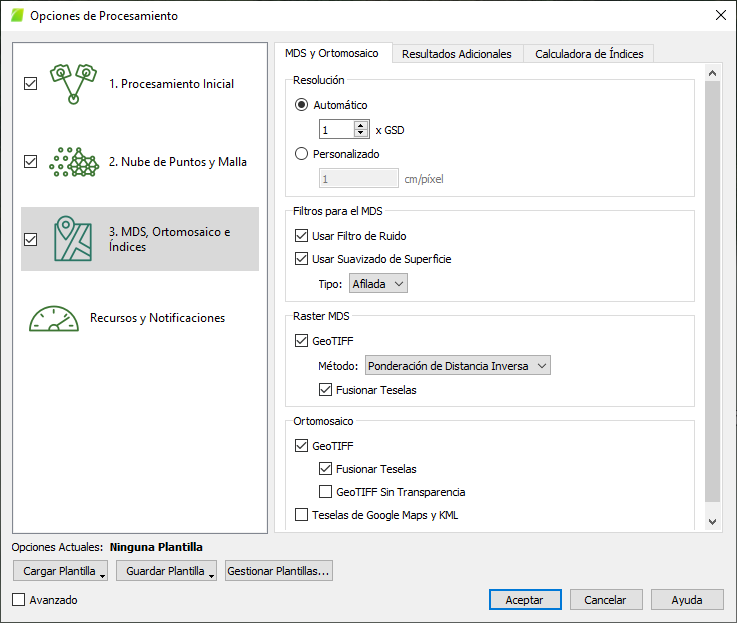 Opciones de Procesamiento
1. Procesamiento Inicial
2. Nube de Puntos y Malla
3. MDS, Ortomosaico e
Índices
Recursos y Notificaciones
MDS y Ortomosaico
Resultados Adicionales
Calculadora de Índices
Resolución
Automático
1
x GSD
Personalizado
1
cm/píxel
Filtros para el MDS
Usar Filtro de Ruido
Usar Suavizado de Superficie
Tipo:
Afilada
Raster MDS
GeoTIFF
Método:
Ponderación de Distancia Inversa
Fusionar Teselas
Ortomosaico
GeoTIFF
Fusionar Teselas
GeoTIFF Sin Transparencia
Teselas de Google Maps y KML
Opciones Actuales: Ninguna Plantilla
Cargar Plantilla
Guardar Plantilla
Gestionar Plantillas...
Avanzado
Aceptar
Cancelar
Ayuda